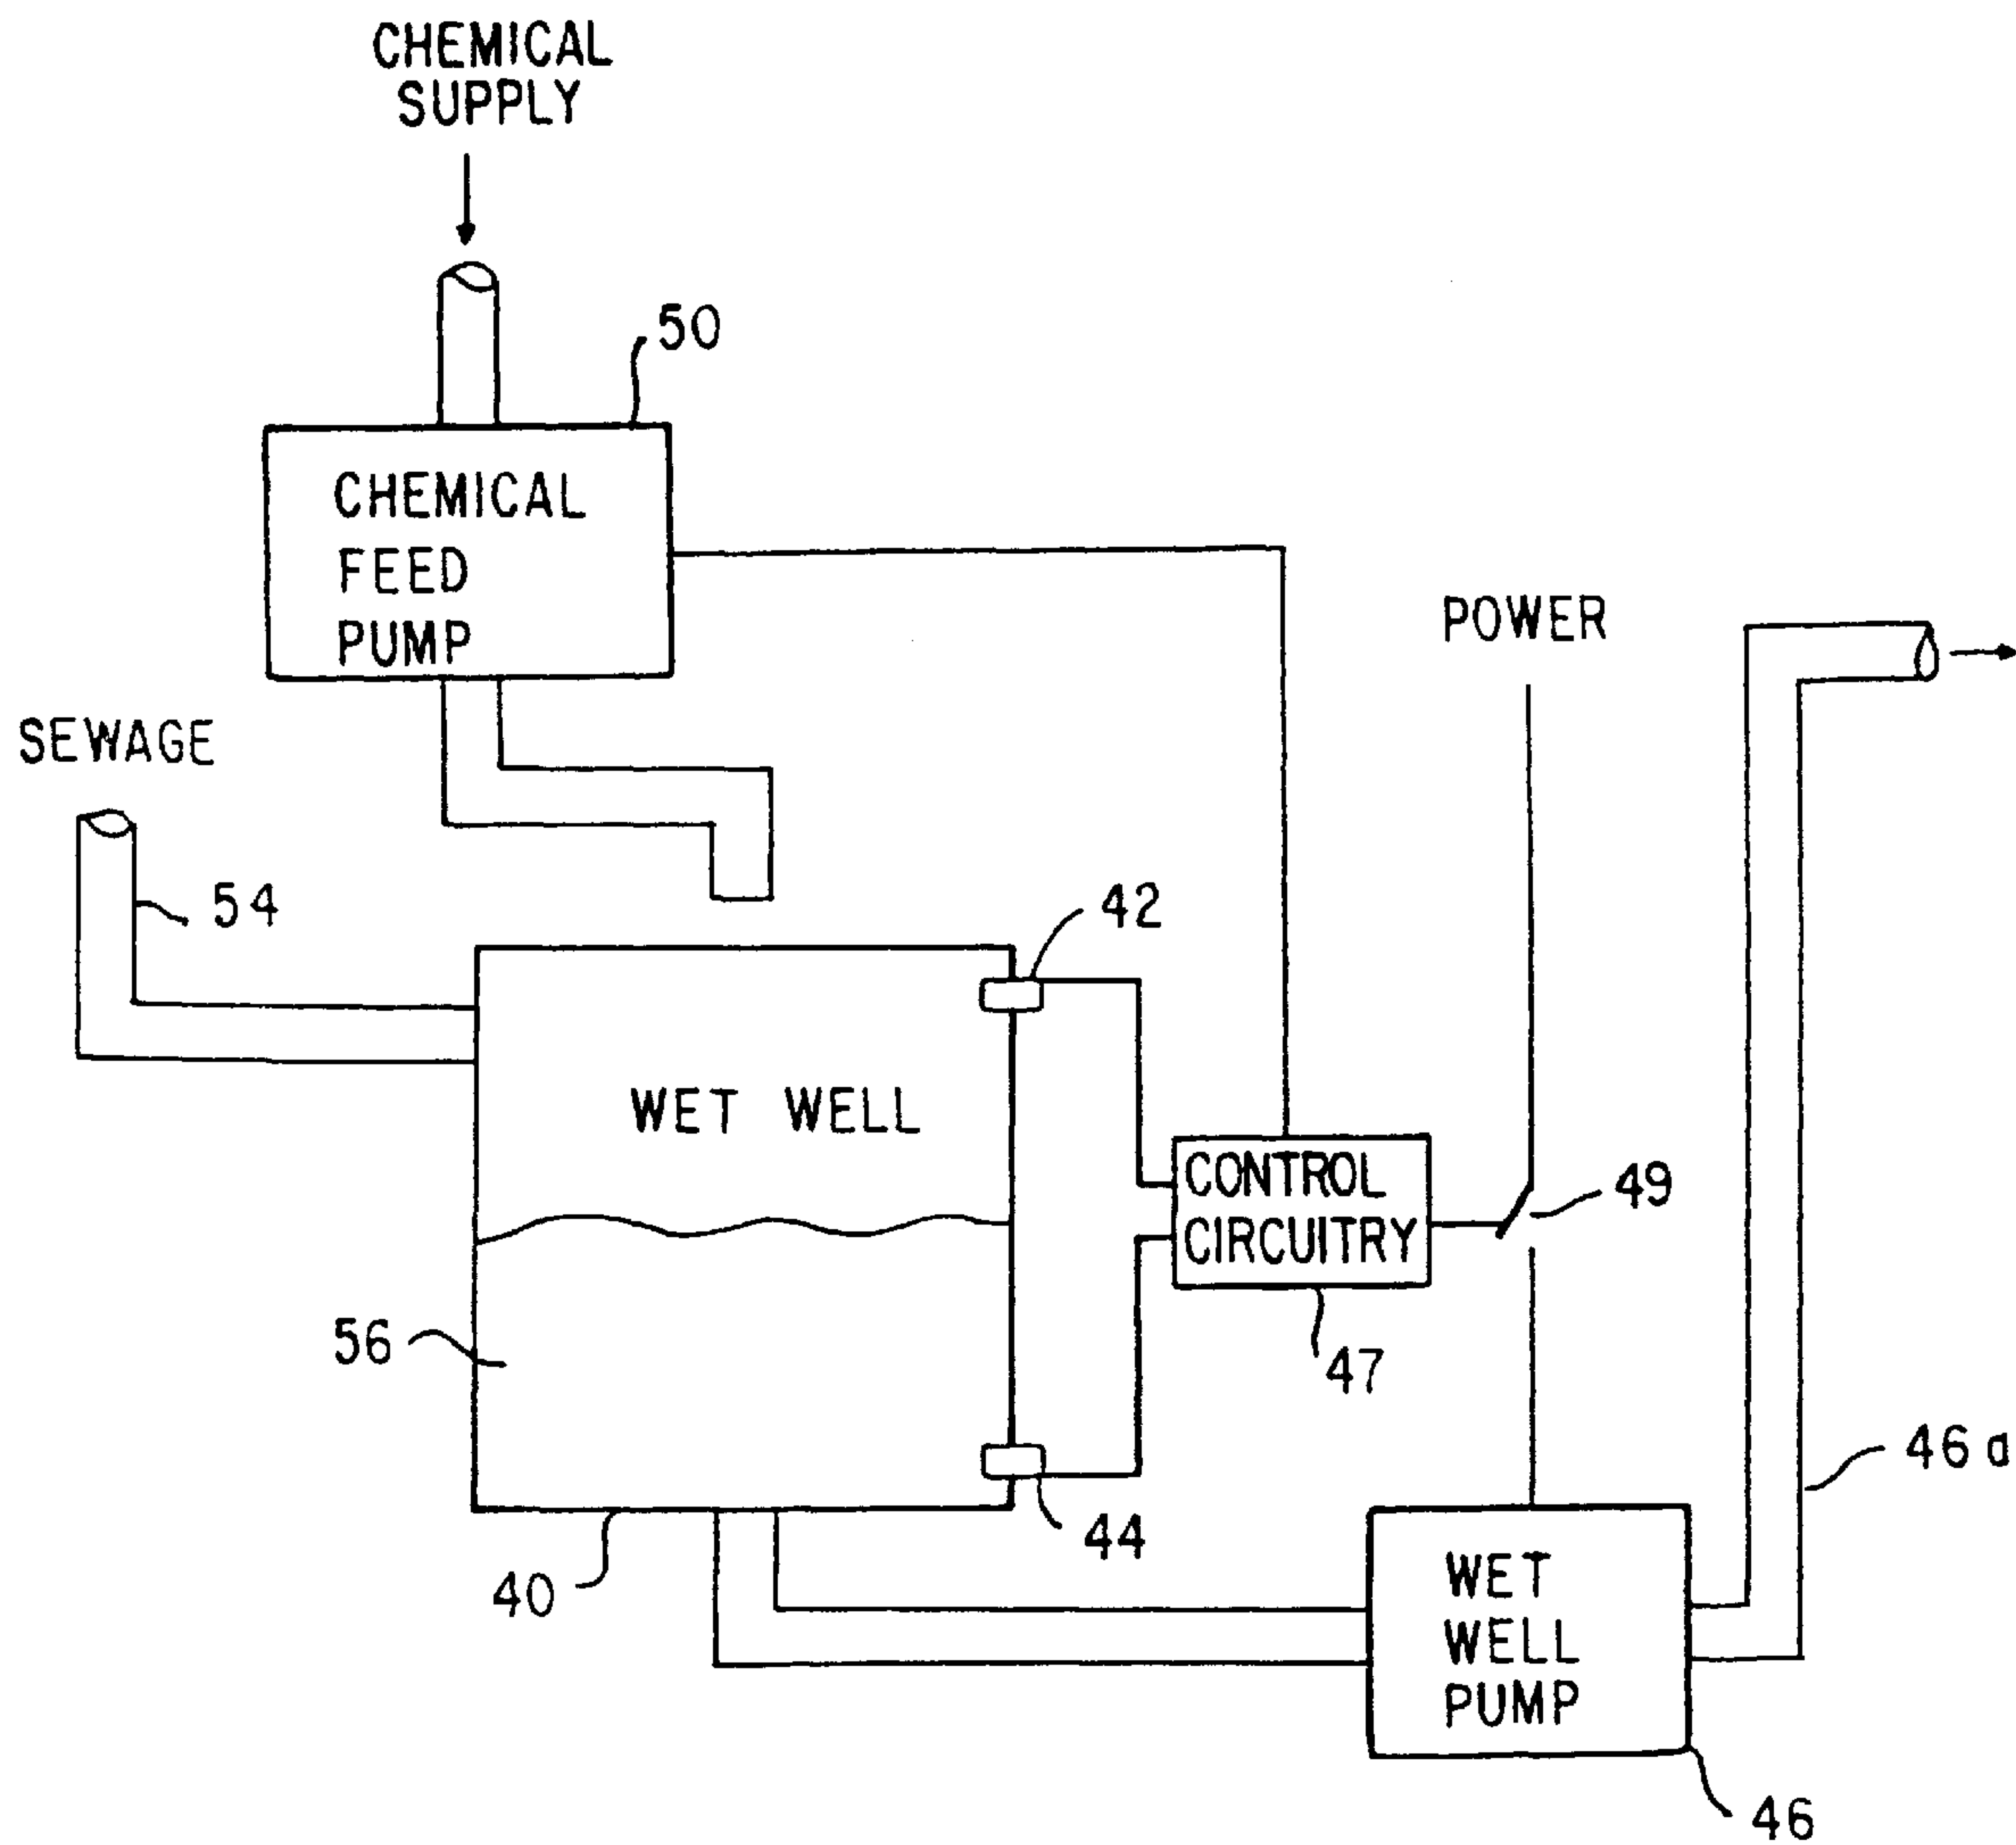 CHEMICAL
SUPPLY
50
CHEMICAL
FEED
PUMP
POWER
SEWAGE
54
42
WET WELL
CONTROL
CIRCUITRY
49
56
47
46a
44
40
WET
WELL
PUMP
46